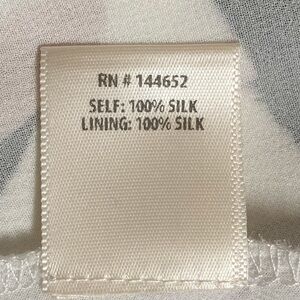 RN # 144652
SELF: 100% SILK
LINING: 100% SILK